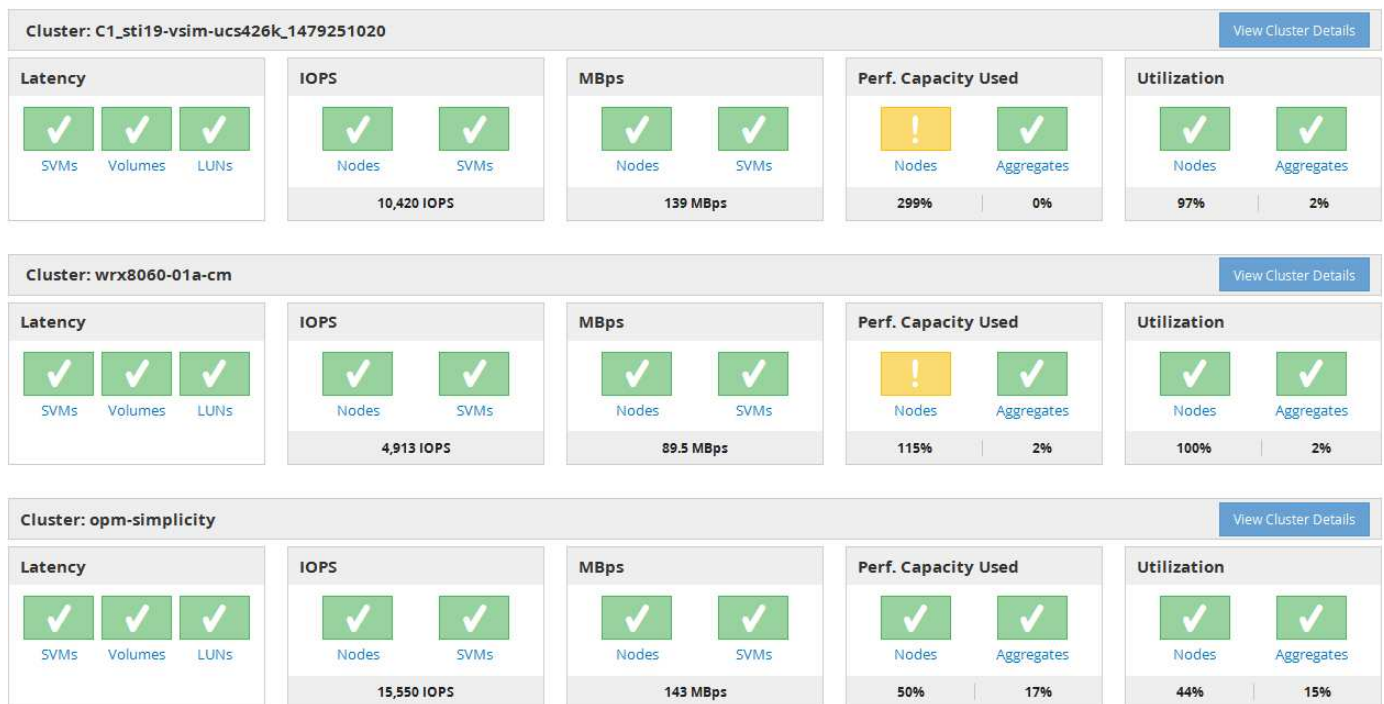 Cluster: C1_sti19-vsim-ucs426k_1479251020 View Cluster Details
Latency IOPS MBps Perf. Capacity Used Utilization
SVMs Volumes LUNs Nodes SVMs Nodes SVMs Nodes Aggregates Nodes Aggregates
10,420 IOPS 139 MBps 299% 0% 97% 2%
Cluster: wrx8060-01a-cm View Cluster Details
Latency IOPS MBps Perf. Capacity Used Utilization
SVMs Volumes LUNs Nodes SVMs Nodes SVMs Nodes Aggregates Nodes Aggregates
4,913 IOPS 89.5 MBps 115% 2% 100% 2%
Cluster: opm-simplicity View Cluster Details
Latency IOPS MBps Perf. Capacity Used Utilization
SVMs Volumes LUNs Nodes SVMs Nodes SVMs Nodes Aggregates Nodes Aggregates
15,550 IOPS 143 MBps 50% 17% 44% 15%